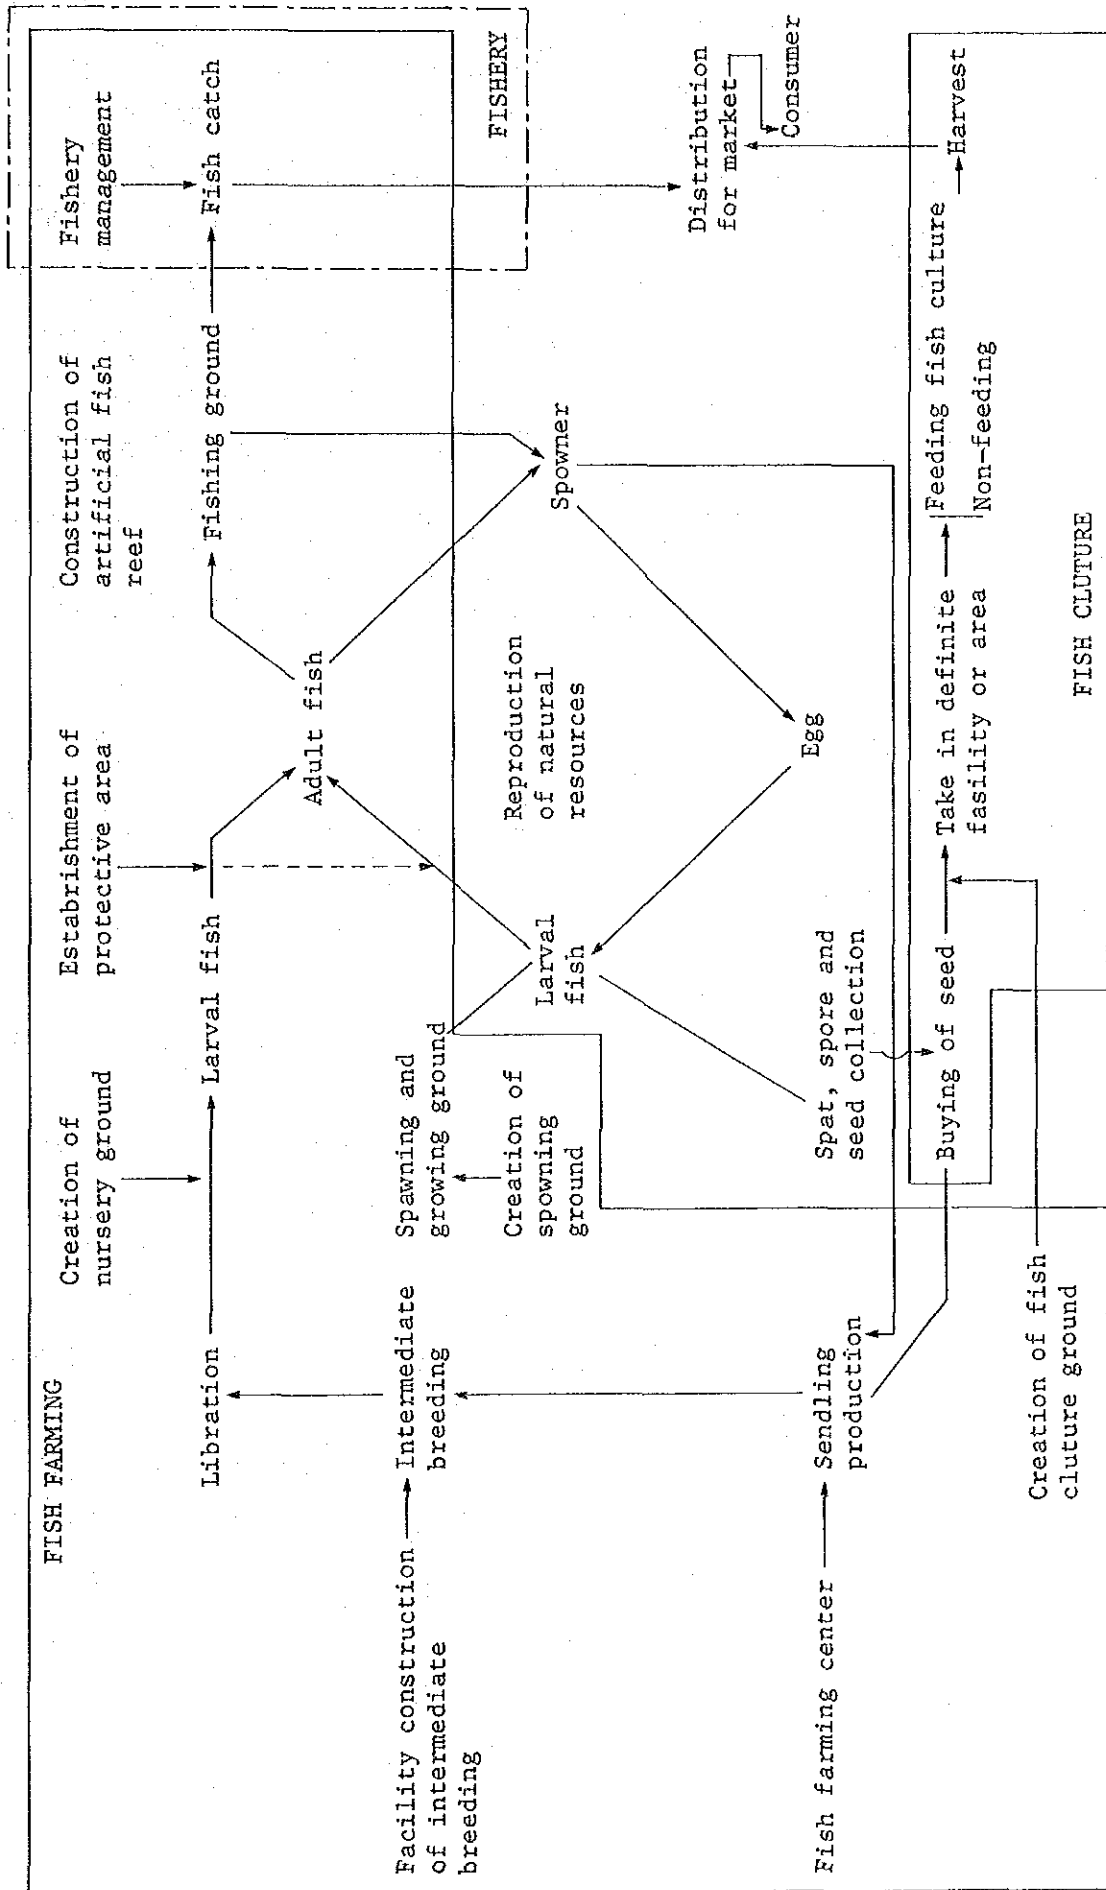 FISH FARMING
Creation of
nursery ground
Estabrishment of
protective area
Construction of
artificial fish
reef
Fishery
management
Libration
Larval fish
Fishing ground
Fish catch
Adult fish
Facility construction
of intermediate
breeding
Intermediate
breeding
Spawning and
growing ground
Creation of
spowning
ground
Larval
fish
Reproduction
of natural
resources
Spowner
FISHERY
Distribution
for market
Consumer
Egg
Fish farming center
Sendling
production
Spat, spore and
seed collection
Buying of seed
Take in definite
fasility or area
Feeding fish culture
Non-feeding
Harvest
Creation of fish
cluture ground
FISH CLUTURE